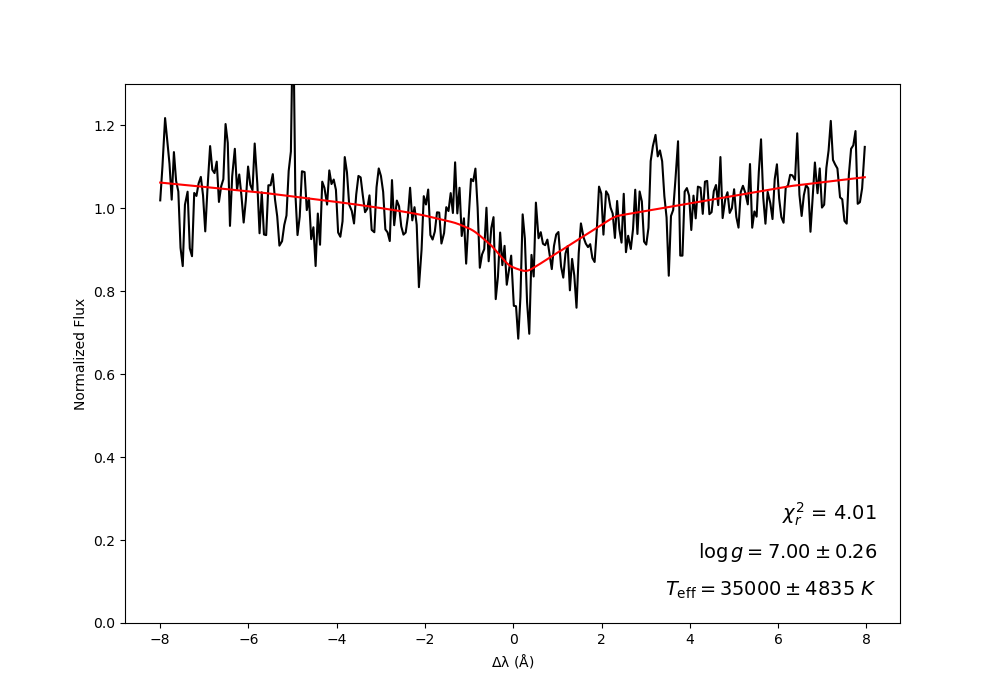 1.2
1.0
0.8
0.6
0.4
0.2
0.0
Normalized Flux
χ²ᵣ = 4.01
log g = 7.00 ± 0.26
T_eff = 35000 ± 4835 K
−8 −6 −4 −2 0 2 4 6 8
Δλ (Å)